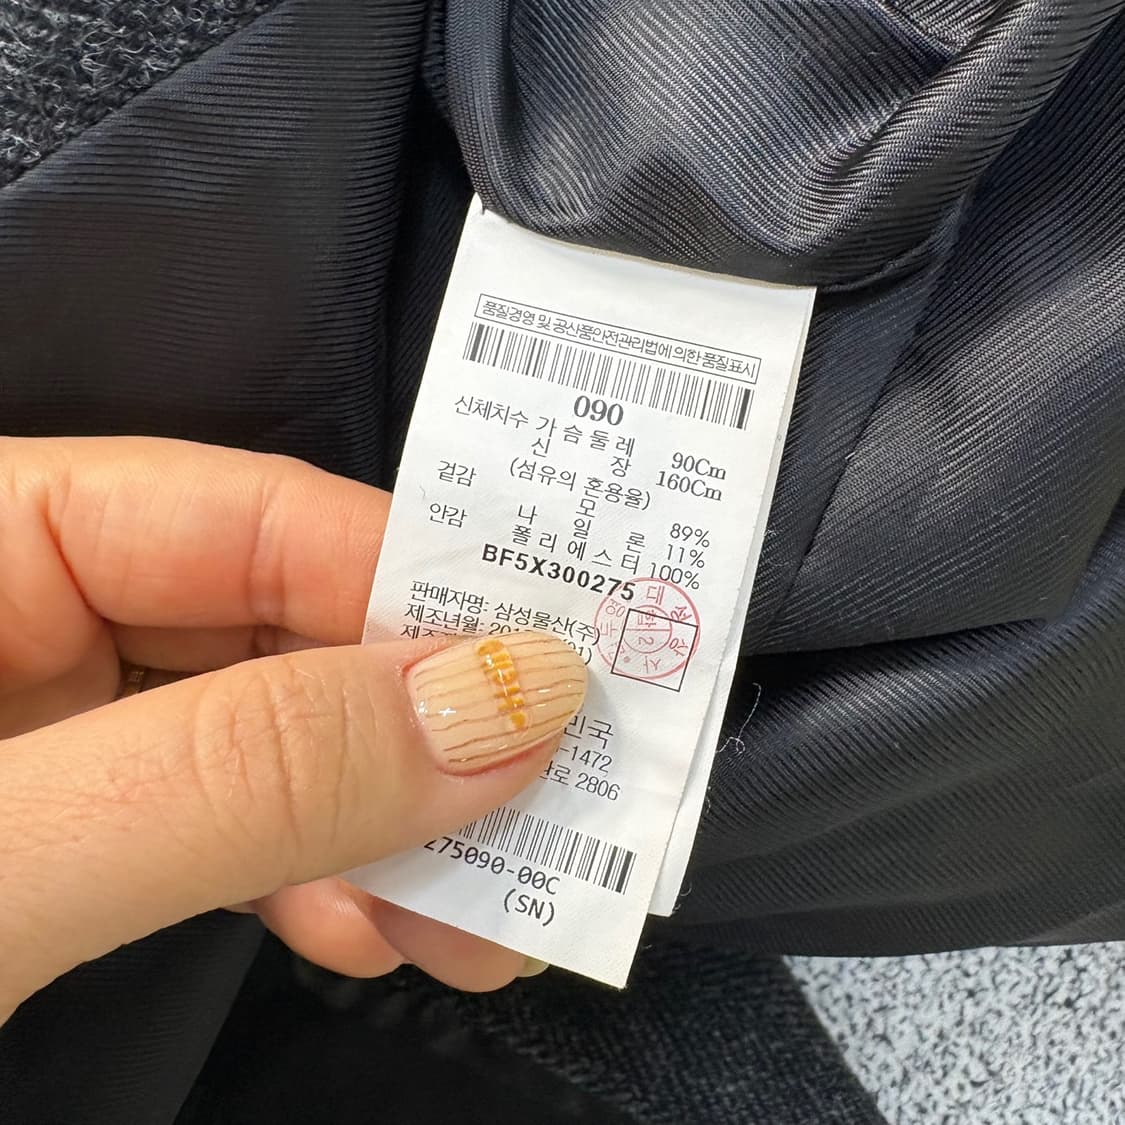 품질경영 및 공산품안전관리법에 의한 품질표시
090
신체치수 가 슴 둘 레 90Cm
신 장 160Cm
(섬유의 혼용율)
겉감 모 89%
나 일 론 11%
안감 폴 리 에 스 터 100%
BF5X300275
판매자명: 삼성물산(주)
제조년월: 201
민국
-1472
로 2806
275090-00C
(SN)